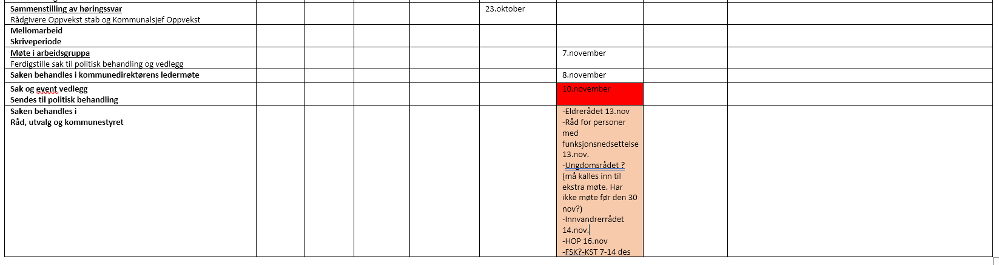 Sammenstilling av høringssvar
23.oktober
Rådgivere Oppvekst stab og Kommunalsjef Oppvekst
Mellomarbeid
Skriveperiode
Møte i arbeidsgruppa
7.november
Ferdigstille sak til politisk behandling og vedlegg
Saken behandles i kommunedirektørens ledermøte
8.november
Sak og event vedlegg
10.november
Sendes til politisk behandling
Saken behandles i
Råd, utvalg og kommunestyret
-Eldrerådet 13.nov
-Råd for personer
med
funksjonsnedsettelse
13.nov.
-Ungdomsrådet ?
(må kalles inn til
ekstra møte. Har
ikke møte før den 30
nov?)
-Innvandrerrådet
14.nov.
-HOP 16.nov
-FSK?-KST 7-14 des